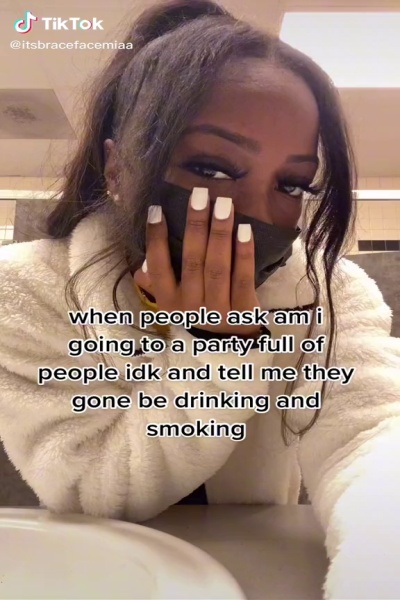 TikTok
@itsbracefacemiaa
when people ask am i
going to a party full of
people idk and tell me they
gone be drinking and
smoking